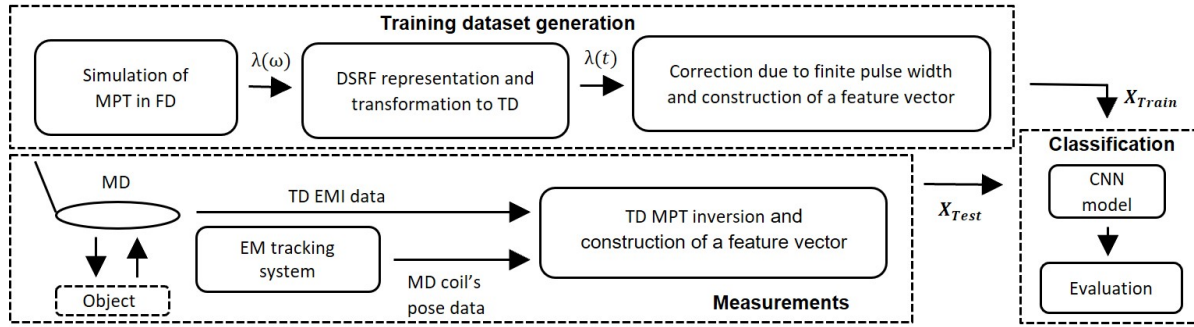 Training dataset generation
Simulation of
MPT in FD
λ(ω)
DSRF representation and
transformation to TD
λ(t)
Correction due to finite pulse width
and construction of a feature vector
X_Train
MD
TD EMI data
EM tracking
system
MD coil's
pose data
Object
TD MPT inversion and
construction of a feature vector
Measurements
X_Test
Classification
CNN
model
Evaluation